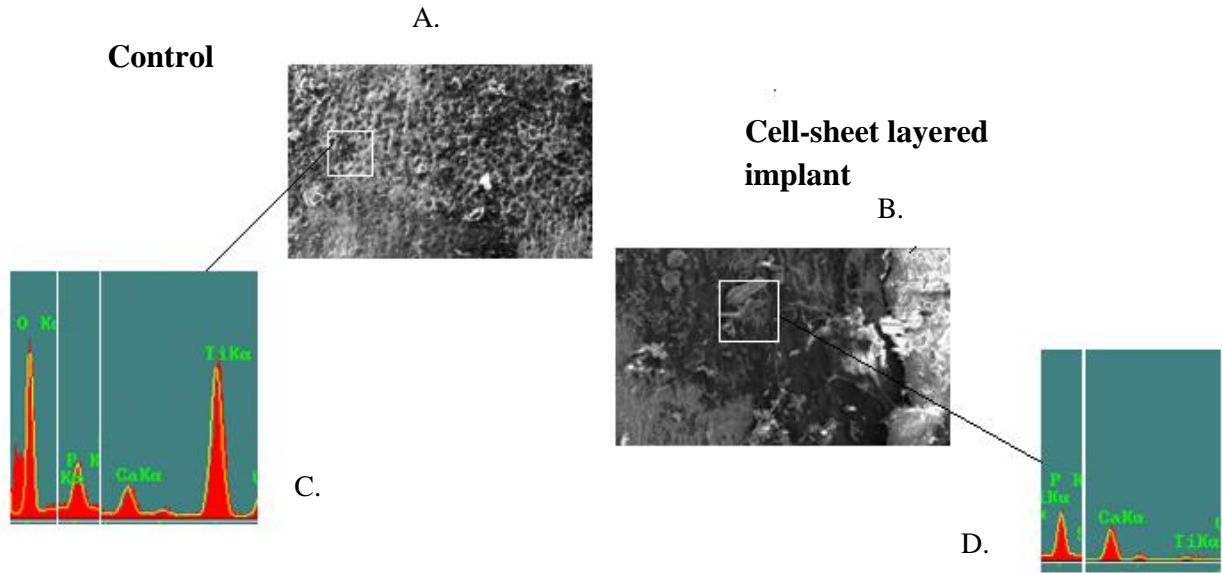 A.
Control
Cell-sheet layered
implant
B.
O Kα
TiKα
P K
CaKα
C.
P K
CaKα
TiKα
D.